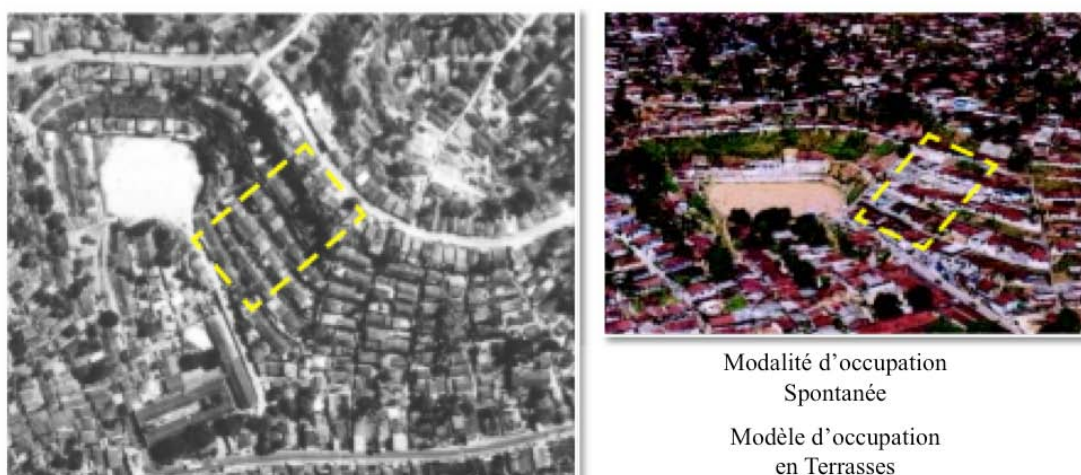 Modalité d’occupation
Spontanée
Modèle d’occupation
en Terrasses